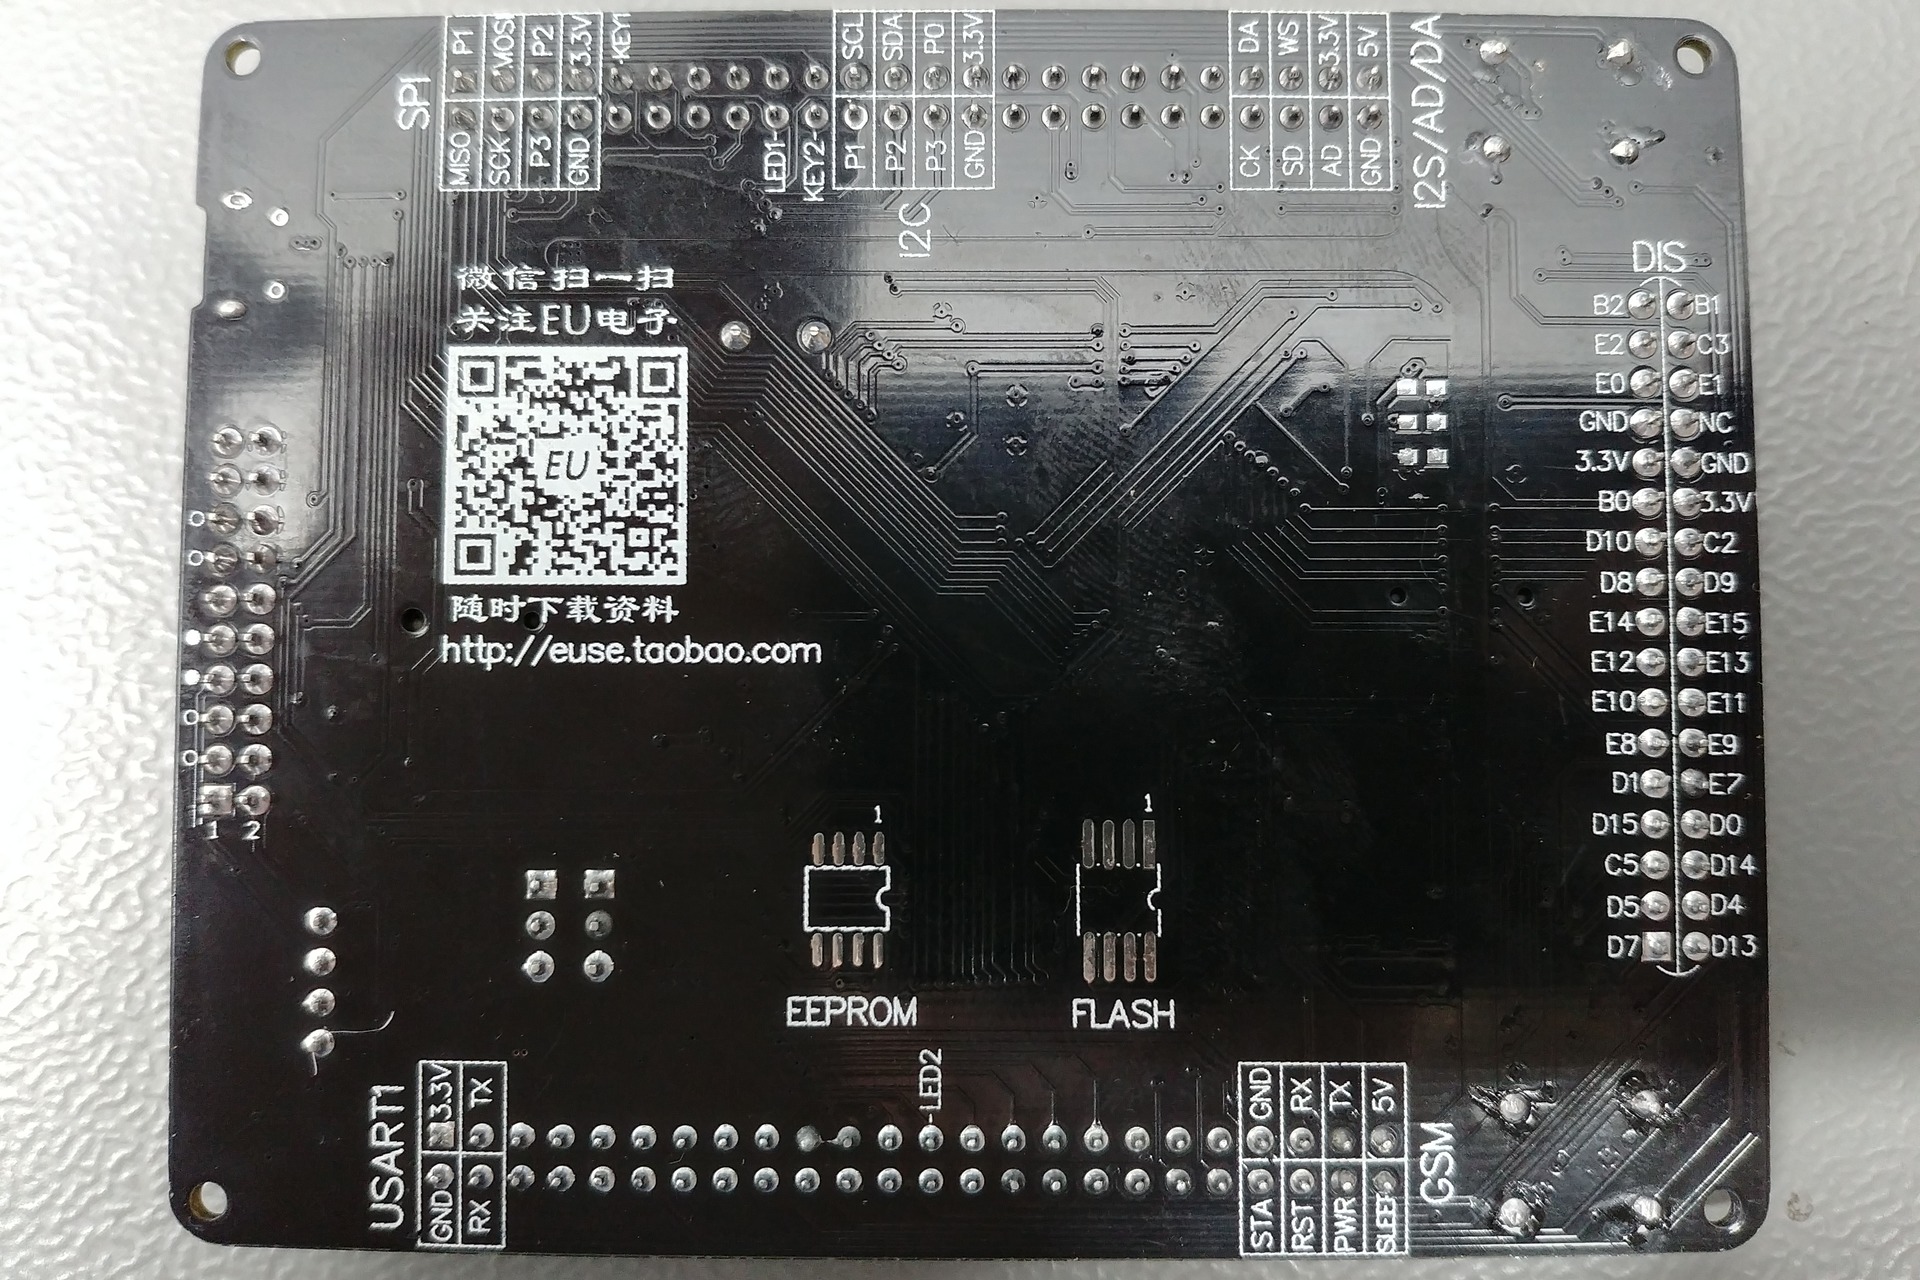 SPI
P1 MOSI P2 3.3V -KEY1
MISO SCK P3 GND
LED1- KEY2-
SCL SDA P0 3.3V
P1 P2 P3 GND
I2C
DA WS 3.3V 5V
CK SD AD GND
I2S/AD/DA
微信扫一扫
关注EU电子
EU
随时下载资料
http://euse.taobao.com
DIS
B2 B1
E2 C3
E0 E1
GND NC
3.3V GND
B0 3.3V
D10 C2
D8 D9
E14 E15
E12 E13
E10 E11
E8 E9
D1 E7
D15 D0
C5 D14
D5 D4
D7 D13
1 2
1
EEPROM
1
FLASH
USART1
3.3V TX
GND RX
-LED2
GND RX TX 5V
STA RST PWR SLEEP
GSM